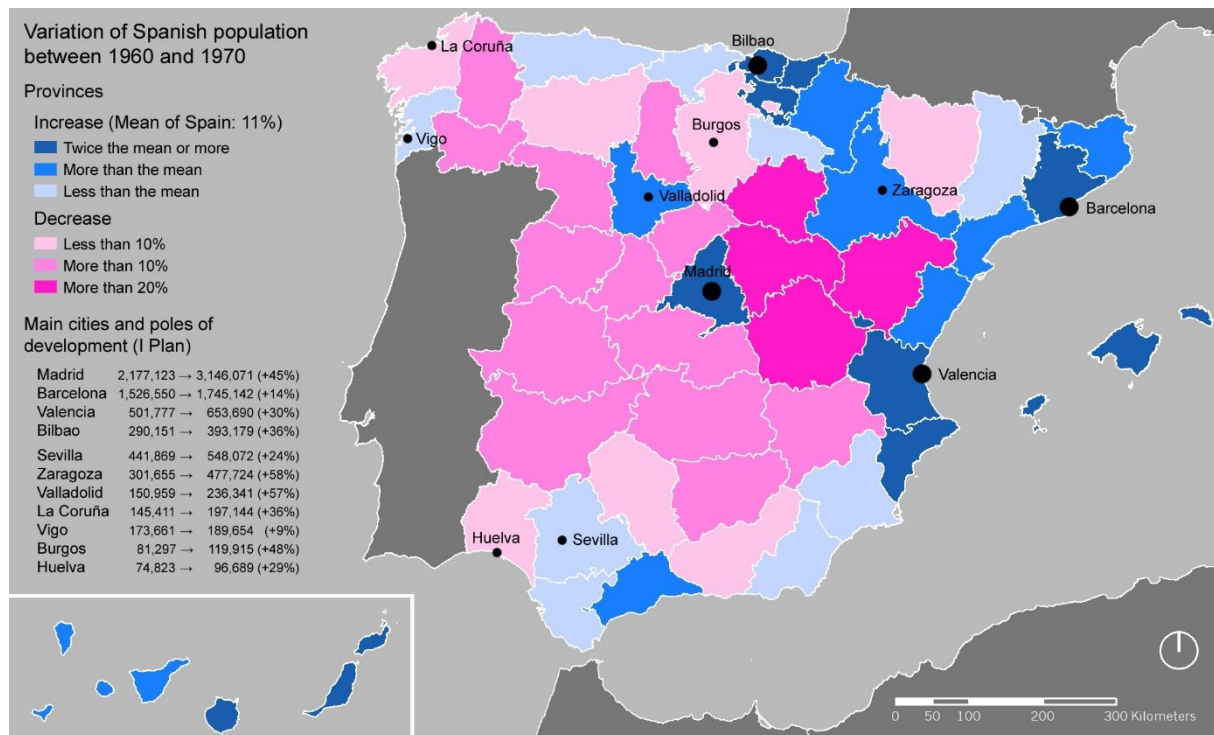 Variation of Spanish population
between 1960 and 1970
Provinces
Increase (Mean of Spain: 11%)
Twice the mean or more
More than the mean
Less than the mean
Decrease
Less than 10%
More than 10%
More than 20%
Main cities and poles of
development (I Plan)
Madrid 2,177,123 → 3,146,071 (+45%)
Barcelona 1,526,550 → 1,745,142 (+14%)
Valencia 501,777 → 653,690 (+30%)
Bilbao 290,151 → 393,179 (+36%)
Sevilla 441,869 → 548,072 (+24%)
Zaragoza 301,655 → 477,724 (+58%)
Valladolid 150,959 → 236,341 (+57%)
La Coruña 145,411 → 197,144 (+36%)
Vigo 173,661 → 189,654 (+9%)
Burgos 81,297 → 119,915 (+48%)
Huelva 74,823 → 96,689 (+29%)
La Coruña
Bilbao
Vigo
Burgos
Valladolid
Zaragoza
Barcelona
Madrid
Valencia
Huelva
Sevilla
0 50 100 200 300 Kilometers